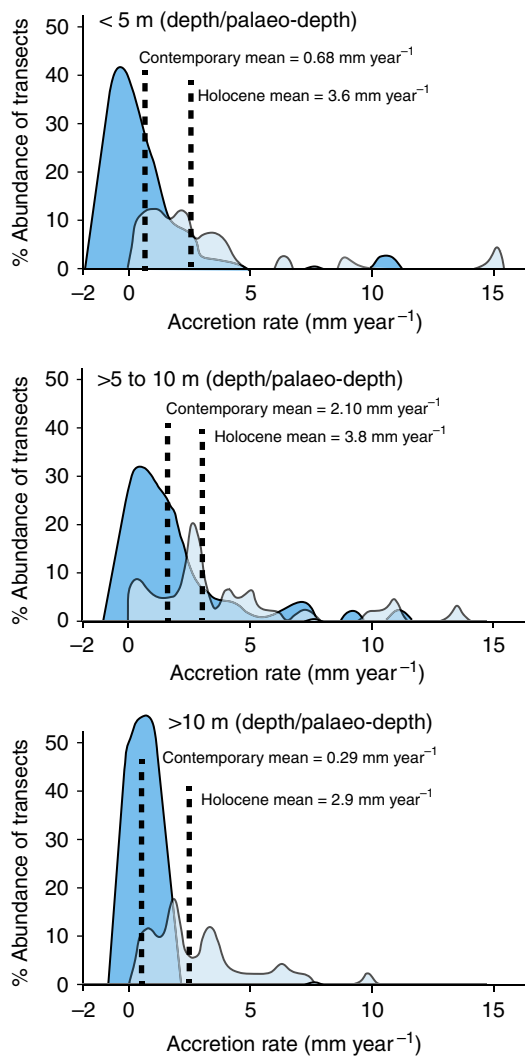 < 5 m (depth/palaeo-depth)
Contemporary mean = 0.68 mm year⁻¹
Holocene mean = 3.6 mm year⁻¹
% Abundance of transects
50
40
30
20
10
0
−2 0 5 10 15
Accretion rate (mm year⁻¹)
>5 to 10 m (depth/palaeo-depth)
Contemporary mean = 2.10 mm year⁻¹
Holocene mean = 3.8 mm year⁻¹
% Abundance of transects
50
40
30
20
10
0
−2 0 5 10 15
Accretion rate (mm year⁻¹)
>10 m (depth/palaeo-depth)
Contemporary mean = 0.29 mm year⁻¹
Holocene mean = 2.9 mm year⁻¹
% Abundance of transects
50
40
30
20
10
0
−2 0 5 10 15
Accretion rate (mm year⁻¹)